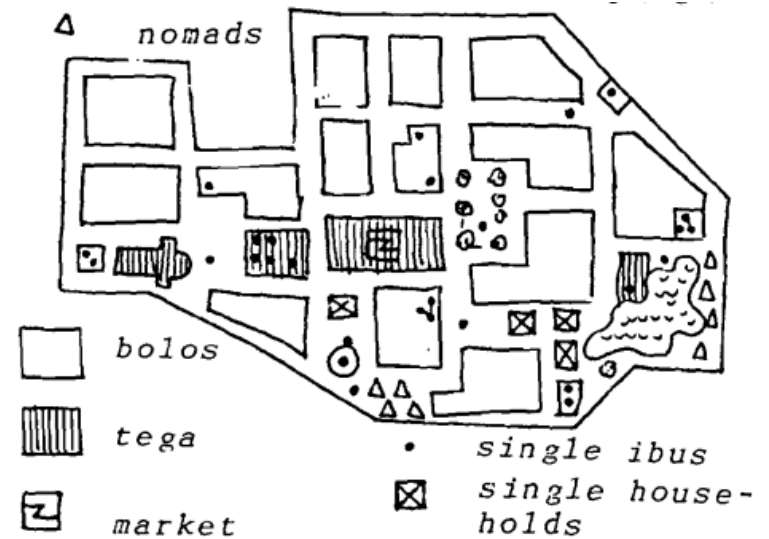 nomads
bolos
tega
market
single ibus
single house-
holds